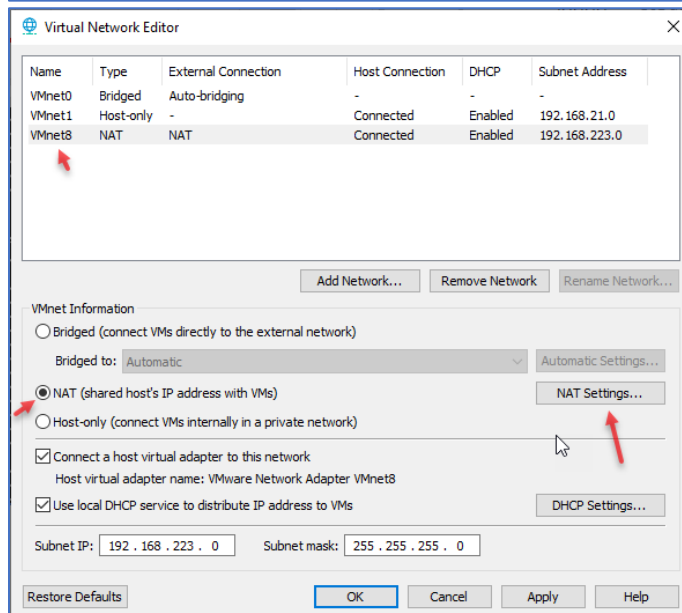 Virtual Network Editor
Name Type External Connection Host Connection DHCP Subnet Address
VMnet0 Bridged Auto-bridging - - -
VMnet1 Host-only - Connected Enabled 192.168.21.0
VMnet8 NAT NAT Connected Enabled 192.168.223.0
Add Network... Remove Network Rename Network...
VMnet Information
Bridged (connect VMs directly to the external network)
Bridged to: Automatic Automatic Settings...
NAT (shared host's IP address with VMs) NAT Settings...
Host-only (connect VMs internally in a private network)
Connect a host virtual adapter to this network
Host virtual adapter name: VMware Network Adapter VMnet8
Use local DHCP service to distribute IP address to VMs DHCP Settings...
Subnet IP: 192 . 168 . 223 . 0 Subnet mask: 255 . 255 . 255 . 0
Restore Defaults OK Cancel Apply Help